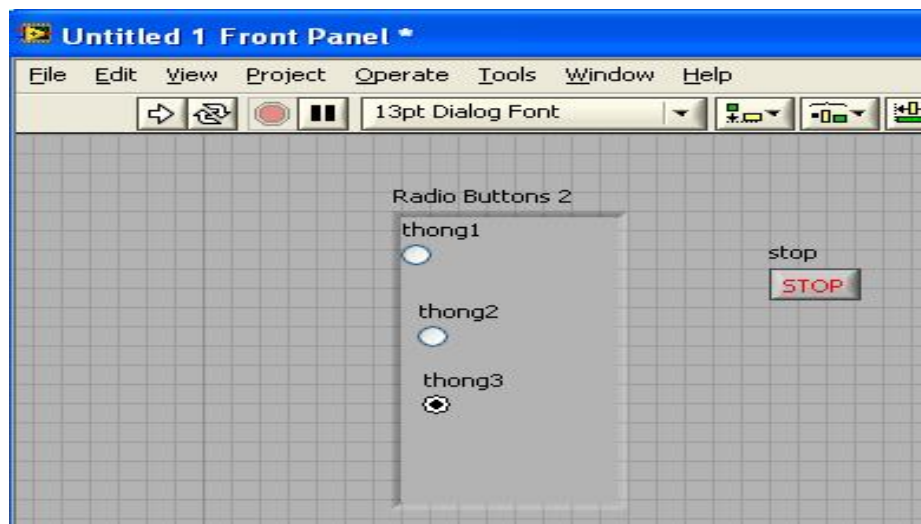 Untitled 1 Front Panel *
File Edit View Project Operate Tools Window Help
13pt Dialog Font
Radio Buttons 2
thong1
stop
STOP
thong2
thong3